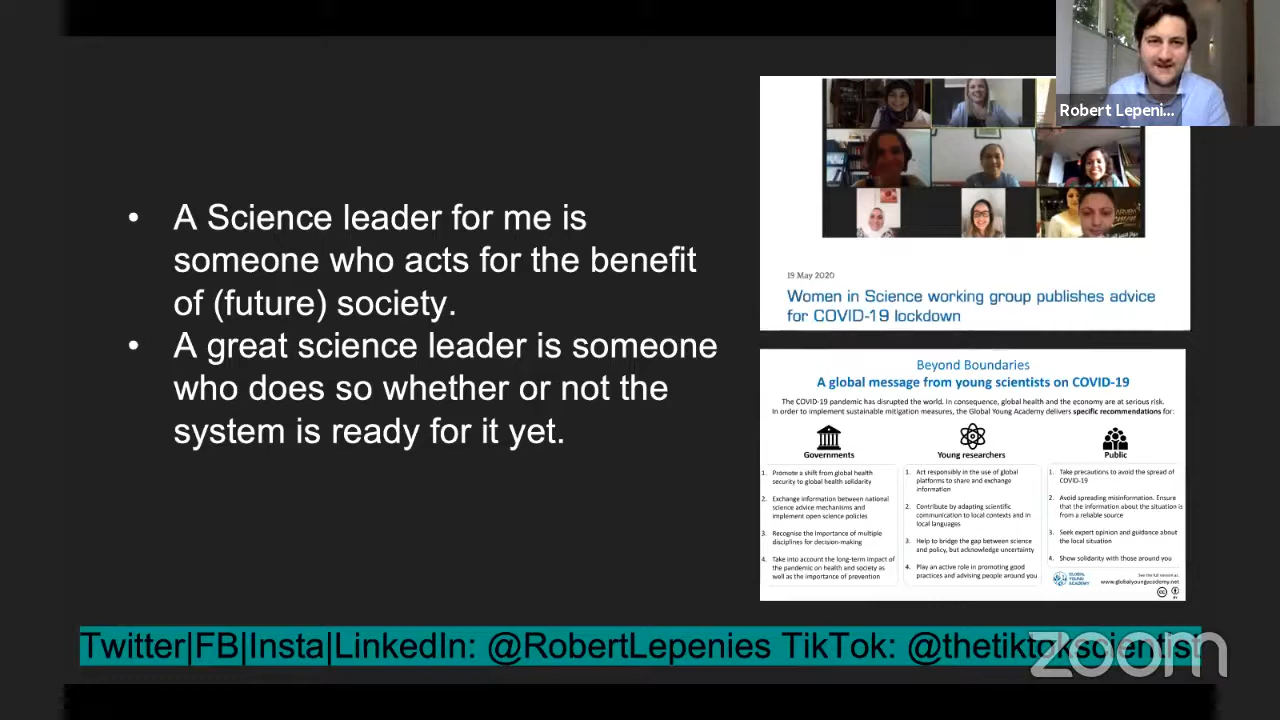 Robert Lepeni...
• A Science leader for me is
someone who acts for the benefit
of (future) society.
• A great science leader is someone
who does so whether or not the
system is ready for it yet.
19 May 2020
Women in Science working group publishes advice
for COVID-19 lockdown
Beyond Boundaries
A global message from young scientists on COVID-19
The COVID-19 pandemic has disrupted the world. In consequence, global health and the economy are at serious risk.
In order to implement sustainable mitigation measures, the Global Young Academy delivers specific recommendations for:
Governments
1. Promote a shift from global health
security to global health solidarity
2. Exchange information between national
science advice mechanisms and
implement open science policies
3. Recognise the importance of multiple
disciplines for decision-making
4. Take into account the long-term impact of
the pandemic on health and society as
well as the importance of prevention
Young researchers
1. Act responsibly in the use of global
platforms to share and exchange
information
2. Contribute by adapting scientific
communication to local contexts and in
local languages
3. Help to bridge the gap between science
and policy, but acknowledge uncertainty
4. Play an active role in promoting good
practices and advising people around you
Public
1. Take precautions to avoid the spread of
COVID-19
2. Avoid spreading misinformation. Ensure
that the information about the situation is
from a reliable source
3. Seek expert opinion and guidance about
the local situation
4. Show solidarity with those around you
GLOBAL
YOUNG
ACADEMY
See the full version at:
www.globalyoungacademy.net
Twitter|FB|Insta|LinkedIn: @RobertLepenies TikTok: @thetiktokscientist
zoom